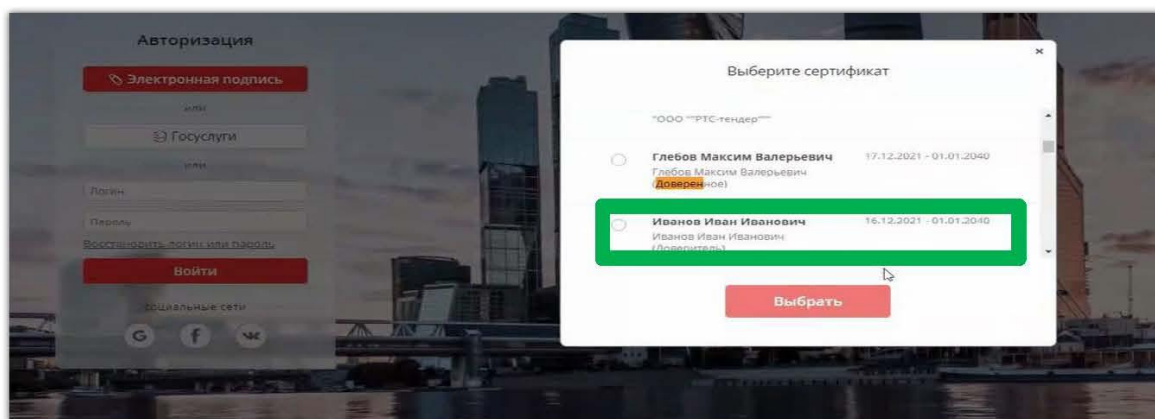 Авторизация
Электронная подпись
или
Госуслуги
или
Логин
Пароль
Восстановить логин или пароль
Войти
социальные сети
G f
×
Выберите сертификат
"ООО ""РТС-тендер"""
Глебов Максим Валерьевич 17.12.2021 - 01.01.2040
Глебов Максим Валерьевич
(Доверенное)
Иванов Иван Иванович 16.12.2021 - 01.01.2040
Иванов Иван Иванович
(Доверитель)
Выбрать